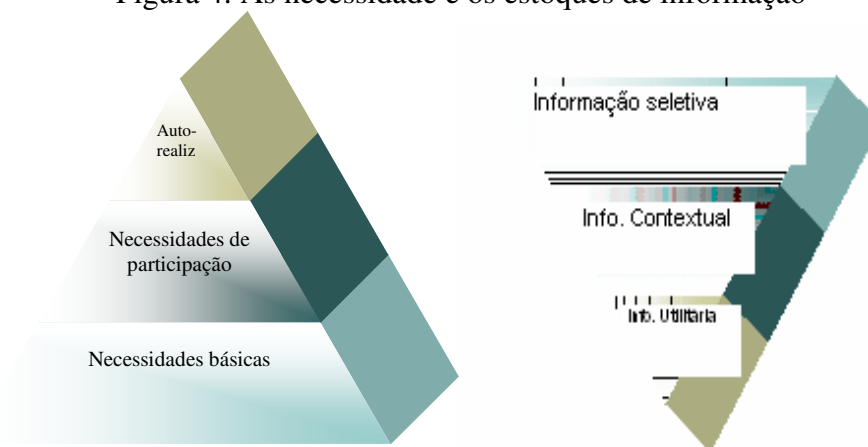 Figura 4: As necessidade e os estoques de informação
Auto-
realiz
Necessidades de
participação
Necessidades básicas
Informação seletiva
Info. Contextual
Info. Utilitária